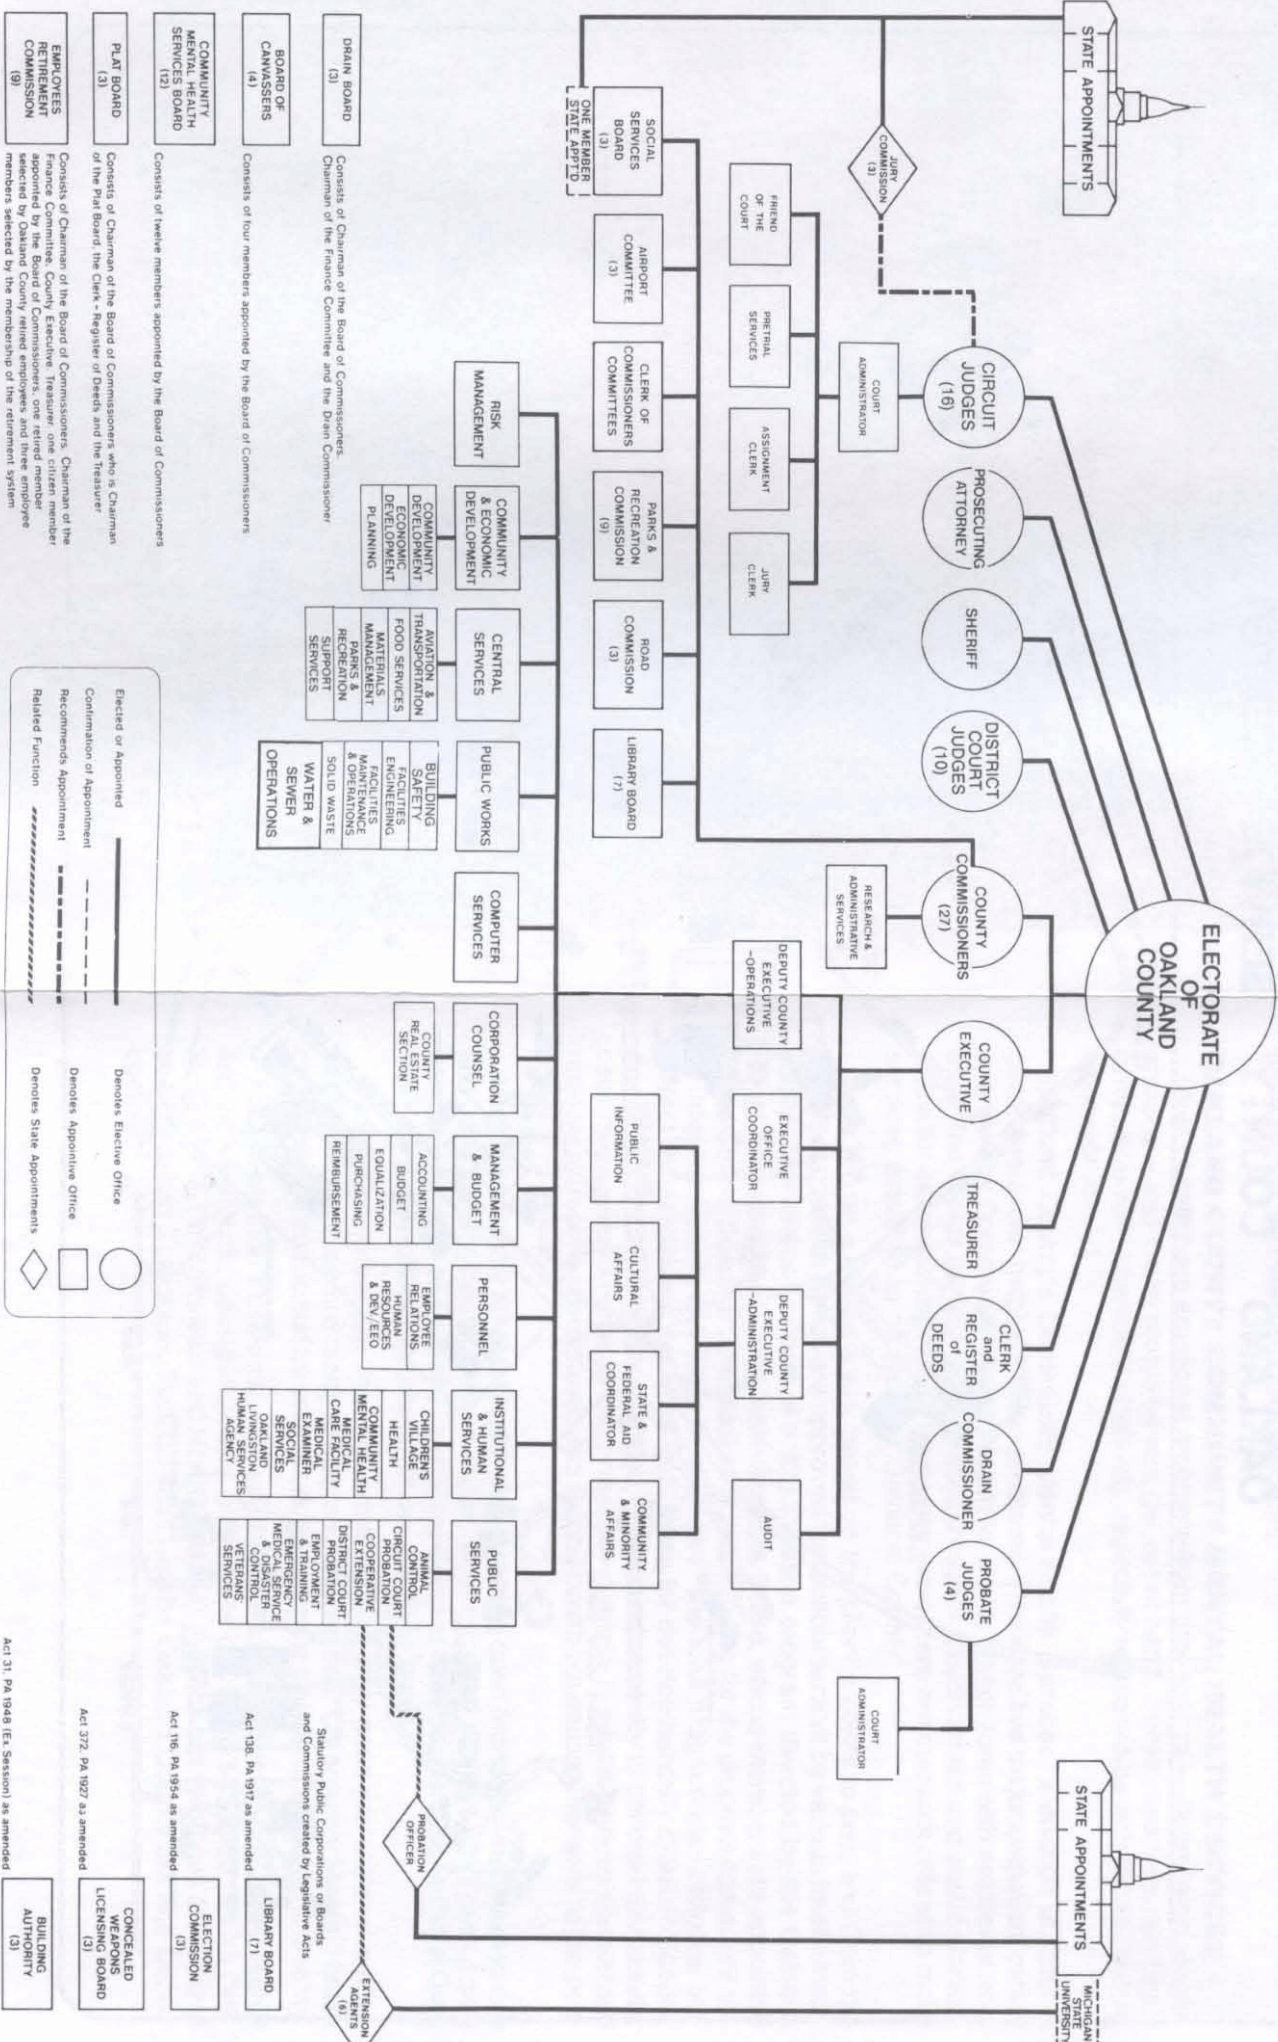 STATE APPOINTMENTS
ELECTORATE
OF
OAKLAND
COUNTY
STATE APPOINTMENTS
MICHIGAN
STATE
JURY
COMMISSION
(3)
CIRCUIT
JUDGES
(16)
PROSECUTING
ATTORNEY
SHERIFF
DISTRICT
COURT
JUDGES
(10)
COUNTY
COMMISSIONERS
(27)
COUNTY
EXECUTIVE
TREASURER
CLERK
and
REGISTER
of
DEEDS
DRAIN
COMMISSIONER
PROBATE
JUDGES
(4)
COURT
ADMINISTRATOR
RESEARCH &
ADMINISTRATIVE
SERVICES
COURT
ADMINISTRATOR
FRIEND
OF THE
COURT
PRETRIAL
SERVICES
ASSIGNMENT
CLERK
JURY
CLERK
DEPUTY COUNTY
EXECUTIVE
-OPERATIONS
EXECUTIVE
OFFICE
COORDINATOR
DEPUTY COUNTY
EXECUTIVE
-ADMINISTRATION
AUDIT
SOCIAL
SERVICES
BOARD
(3)
ONE MEMBER
STATE APPT'D
AIRPORT
COMMITTEE
(3)
CLERK OF
COMMISSIONERS
COMMITTEES
PARKS &
RECREATION
COMMISSION
(9)
ROAD
COMMISSION
(3)
LIBRARY BOARD
(7)
PUBLIC
INFORMATION
CULTURAL
AFFAIRS
STATE &
FEDERAL AID
COORDINATOR
COMMUNITY
& MINORITY
AFFAIRS
RISK
MANAGEMENT
COMMUNITY
& ECONOMIC
DEVELOPMENT
COMMUNITY
DEVELOPMENT
ECONOMIC
DEVELOPMENT
PLANNING
CENTRAL
SERVICES
AVIATION &
TRANSPORTATION
FOOD SERVICES
MATERIALS
MANAGEMENT
PARKS &
RECREATION
SUPPORT
SERVICES
PUBLIC WORKS
BUILDING
SAFETY
FACILITIES
ENGINEERING
FACILITIES
MAINTENANCE
& OPERATIONS
SOLID WASTE
WATER &
SEWER
OPERATIONS
COMPUTER
SERVICES
CORPORATION
COUNSEL
COUNTY
REAL ESTATE
SECTION
MANAGEMENT
& BUDGET
ACCOUNTING
BUDGET
EQUALIZATION
PURCHASING
REIMBURSEMENT
PERSONNEL
EMPLOYEE
RELATIONS
HUMAN
RESOURCES
& DEV/EEO
INSTITUTIONAL
& HUMAN
SERVICES
CHILDREN'S
VILLAGE
HEALTH
COMMUNITY
MENTAL HEALTH
MEDICAL
CARE FACILITY
MEDICAL
EXAMINER
SOCIAL
SERVICES
OAKLAND
LIVINGSTON
HUMAN SERVICES
AGENCY
PUBLIC
SERVICES
ANIMAL
CONTROL
CIRCUIT COURT
PROBATION
COOPERATIVE
EXTENSION
DISTRICT COURT
PROBATION
EMPLOYMENT
& TRAINING
EMERGENCY
MEDICAL SERVICE
& DISASTER
CONTROL
VETERANS'
SERVICES
PROBATION
OFFICER
EXTENSION
AGENTS
(6)
DRAIN BOARD
(3)
Consists of Chairman of the Board of Commissioners,
Chairman of the Finance Committee and the Drain Commissioner
BOARD OF
CANVASSERS
(4)
Consists of four members appointed by the Board of Commissioners
COMMUNITY
MENTAL HEALTH
SERVICES BOARD
(12)
Consists of twelve members appointed by the Board of Commissioners
PLAT BOARD
(3)
Consists of Chairman of the Board of Commissioners who is Chairman
of the Plat Board, the Clerk - Register of Deeds and the Treasurer
EMPLOYEES
RETIREMENT
COMMISSION
(9)
Consists of Chairman of the Board of Commissioners, Chairman of the
Finance Committee, County Executive, Treasurer, one citizen member
appointed by the Board of Commissioners, one retired member
selected by Oakland County retired employees and three employee
members selected by the membership of the retirement system
Elected or Appointed
Confirmation of Appointment
Recommends Appointment
Related Function
Denotes Elective Office
Denotes Appointive Office
Denotes State Appointments
Statutory Public Corporations or Boards
and Commissions created by Legislative Acts
Act 138, PA 1917 as amended
LIBRARY BOARD
(7)
Act 116, PA 1954 as amended
ELECTION
COMMISSION
(3)
Act 372, PA 1927 as amended
CONCEALED
WEAPONS
LICENSING BOARD
(3)
Act 31, PA 1948 (Ex. Session) as amended
BUILDING
AUTHORITY
(3)